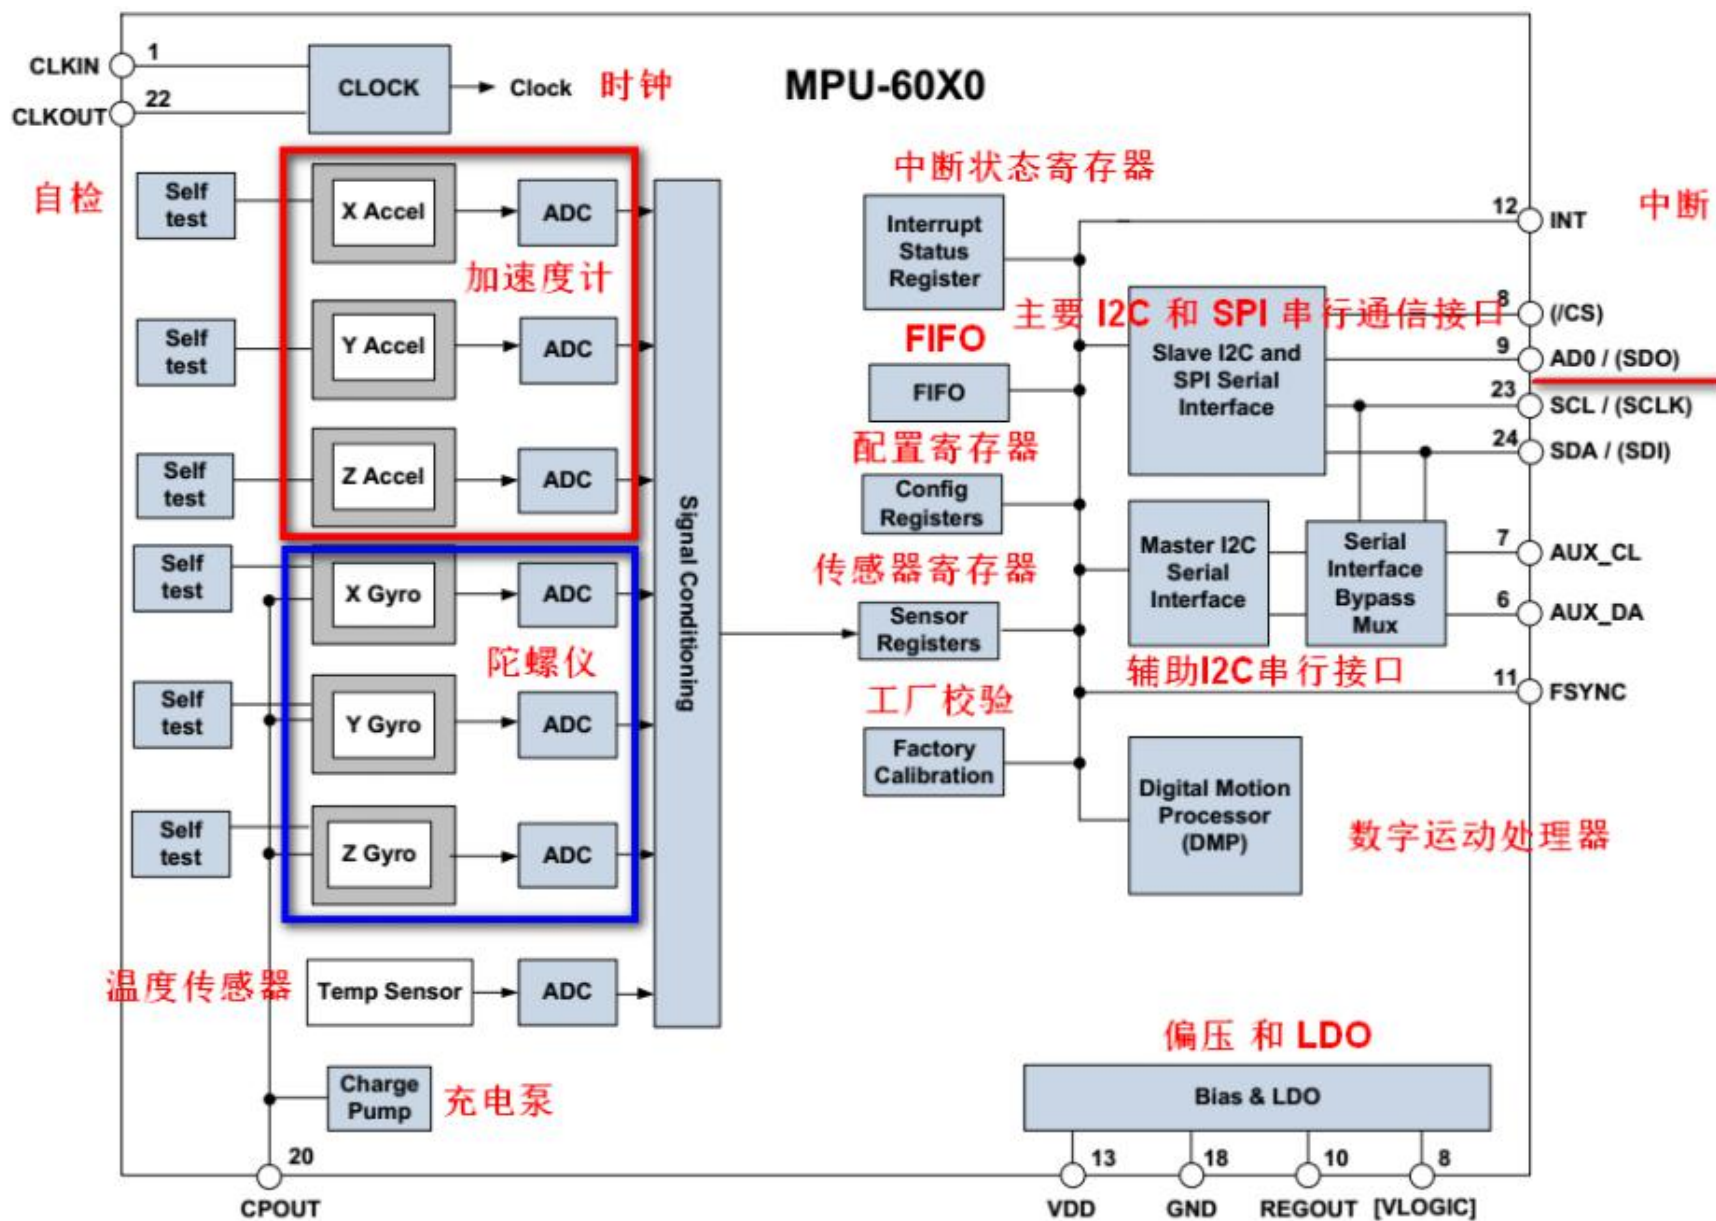 MPU-60X0
CLKIN
1
CLKOUT
22
CLOCK
Clock
时钟
自检
Self
test
X Accel
ADC
加速度计
Self
test
Y Accel
ADC
Self
test
Z Accel
ADC
Self
test
X Gyro
ADC
陀螺仪
Self
test
Y Gyro
ADC
Self
test
Z Gyro
ADC
温度传感器
Temp Sensor
ADC
Charge
Pump
充电泵
20
CPOUT
Signal Conditioning
中断状态寄存器
Interrupt
Status
Register
FIFO
FIFO
配置寄存器
Config
Registers
传感器寄存器
Sensor
Registers
工厂校验
Factory
Calibration
主要 I2C 和 SPI 串行通信接口
Slave I2C and
SPI Serial
Interface
Master I2C
Serial
Interface
Serial
Interface
Bypass
Mux
辅助I2C串行接口
Digital Motion
Processor
(DMP)
数字运动处理器
12
INT
中断
8
(/CS)
9
AD0 / (SDO)
23
SCL / (SCLK)
24
SDA / (SDI)
7
AUX_CL
6
AUX_DA
11
FSYNC
偏压 和 LDO
Bias & LDO
13
18
10
8
VDD
GND
REGOUT
[VLOGIC]